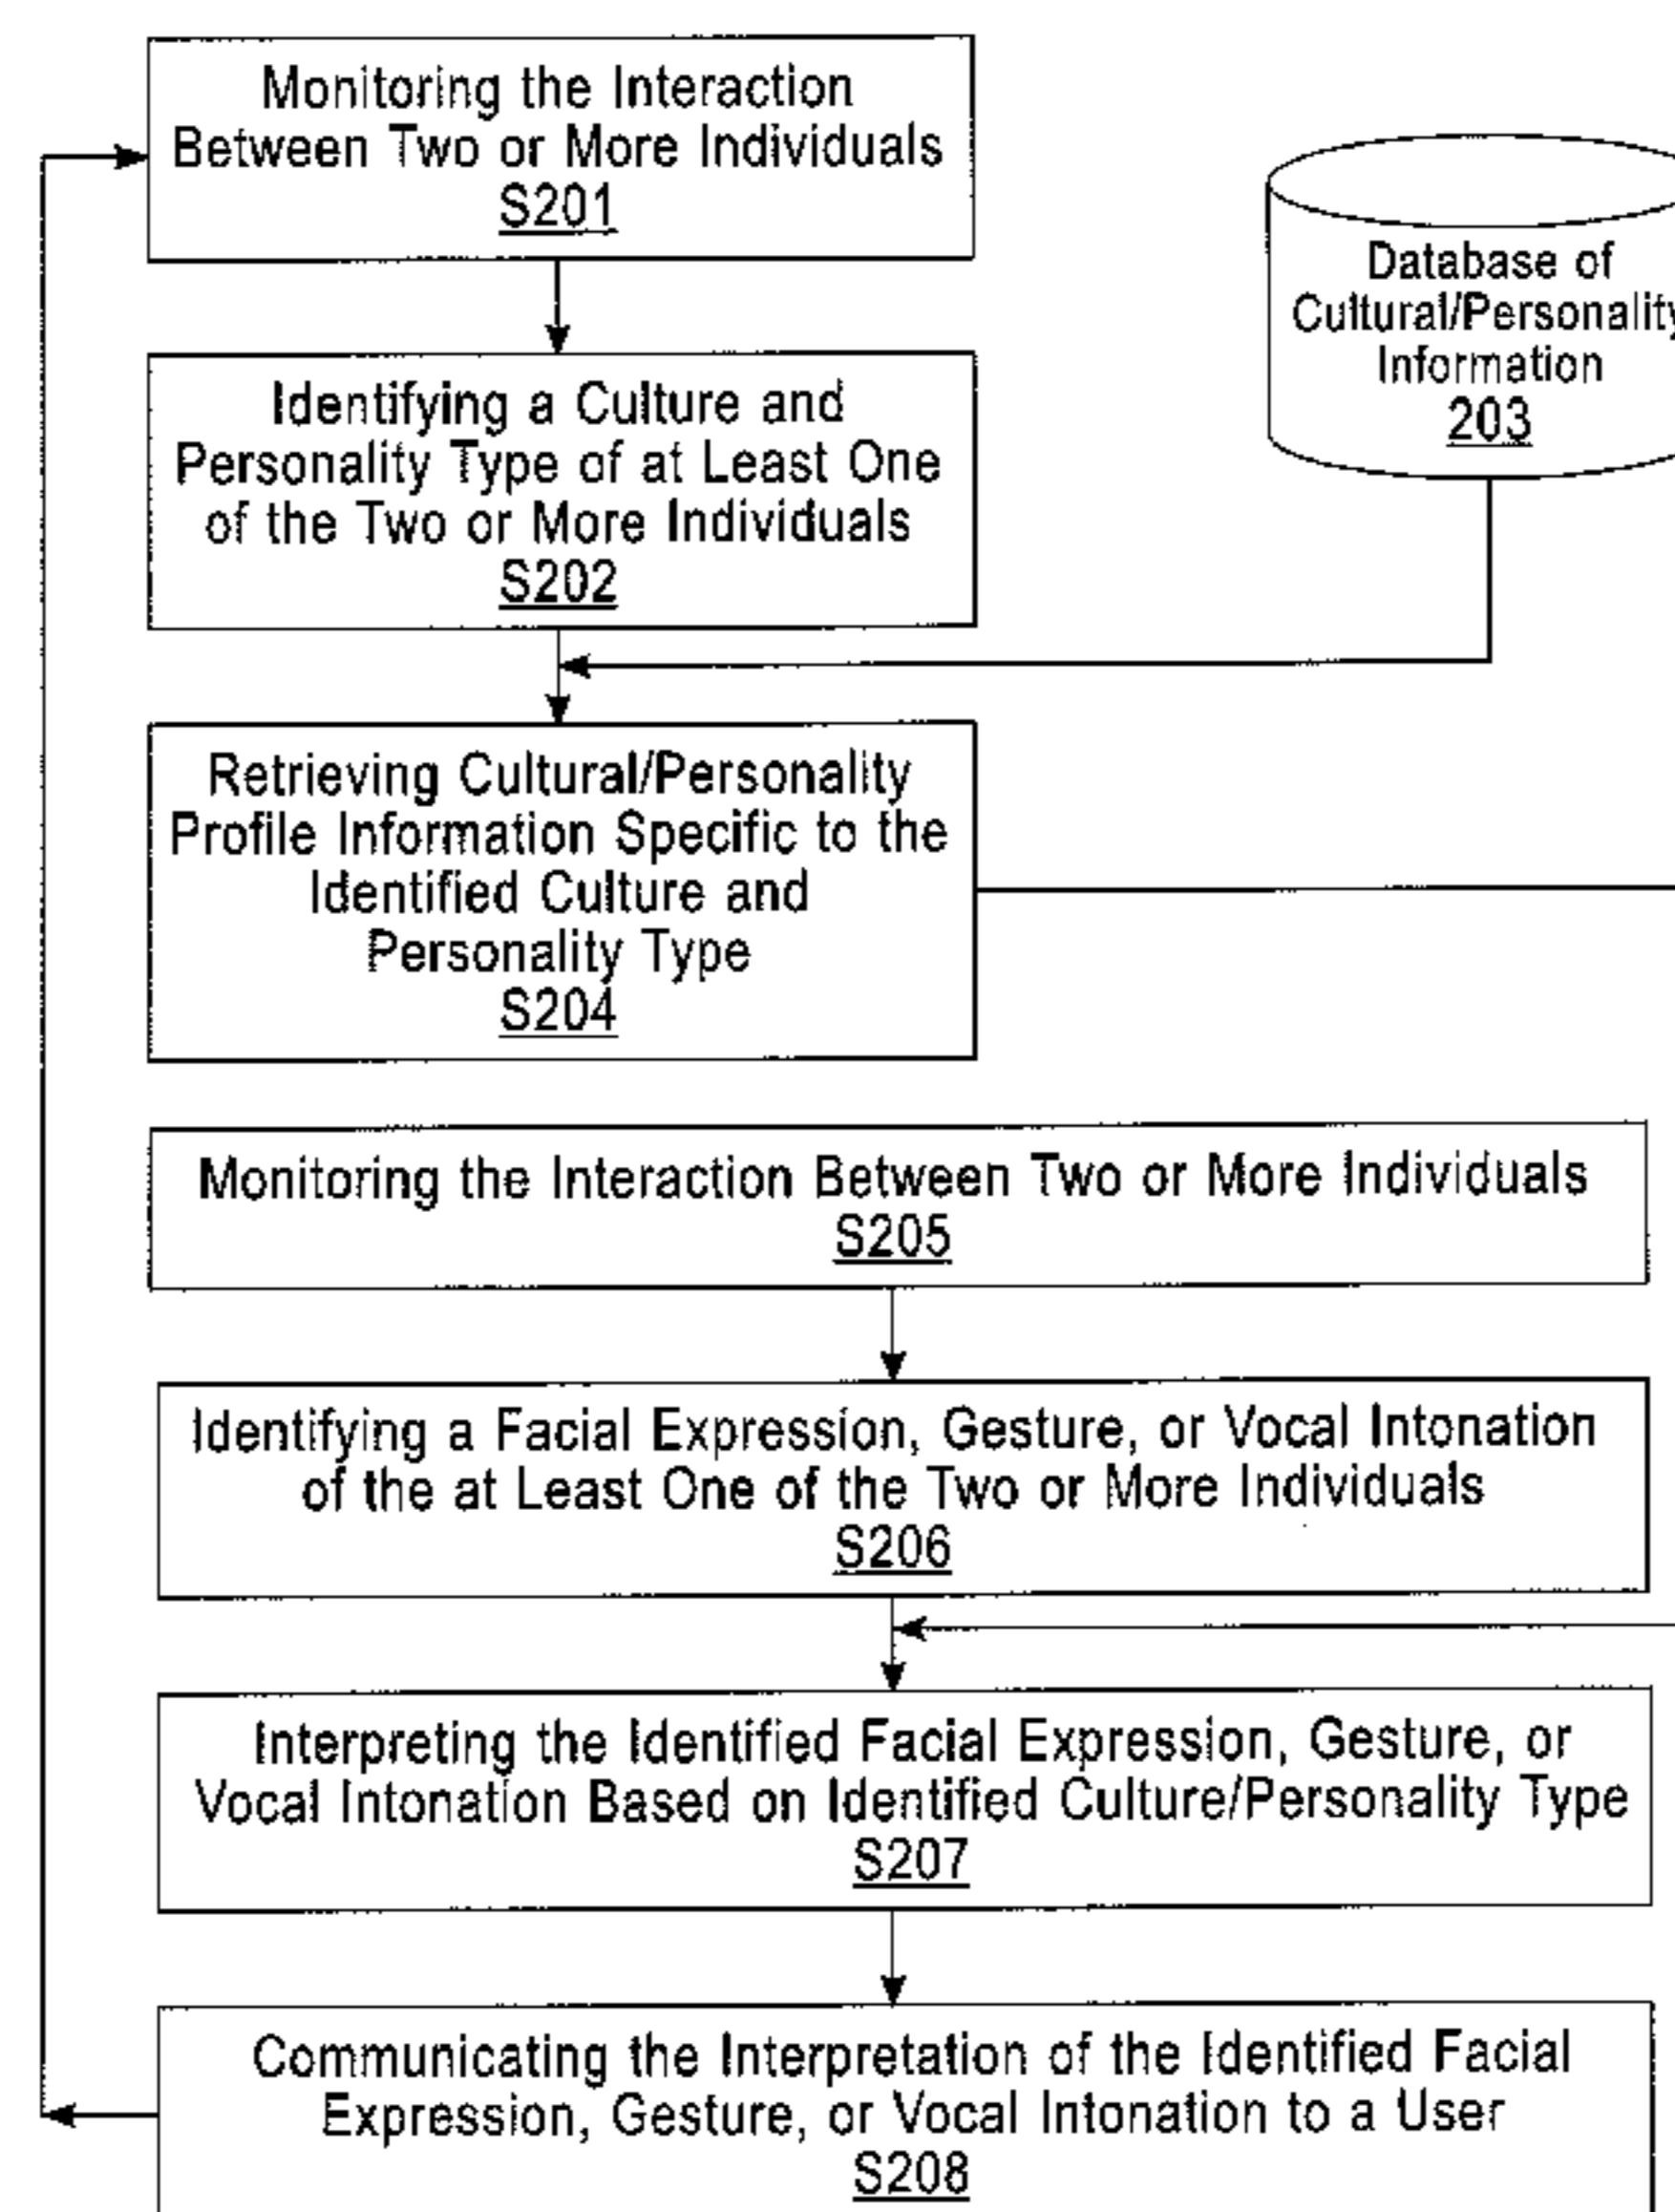 Monitoring the Interaction
Between Two or More Individuals
S201
Database of
Cultural/Personality
Information
203
Identifying a Culture and
Personality Type of at Least One
of the Two or More Individuals
S202
Retrieving Cultural/Personality
Profile Information Specific to the
Identified Culture and
Personality Type
S204
Monitoring the Interaction Between Two or More Individuals
S205
Identifying a Facial Expression, Gesture, or Vocal Intonation
of the at Least One of the Two or More Individuals
S206
Interpreting the Identified Facial Expression, Gesture, or
Vocal Intonation Based on Identified Culture/Personality Type
S207
Communicating the Interpretation of the Identified Facial
Expression, Gesture, or Vocal Intonation to a User
S208